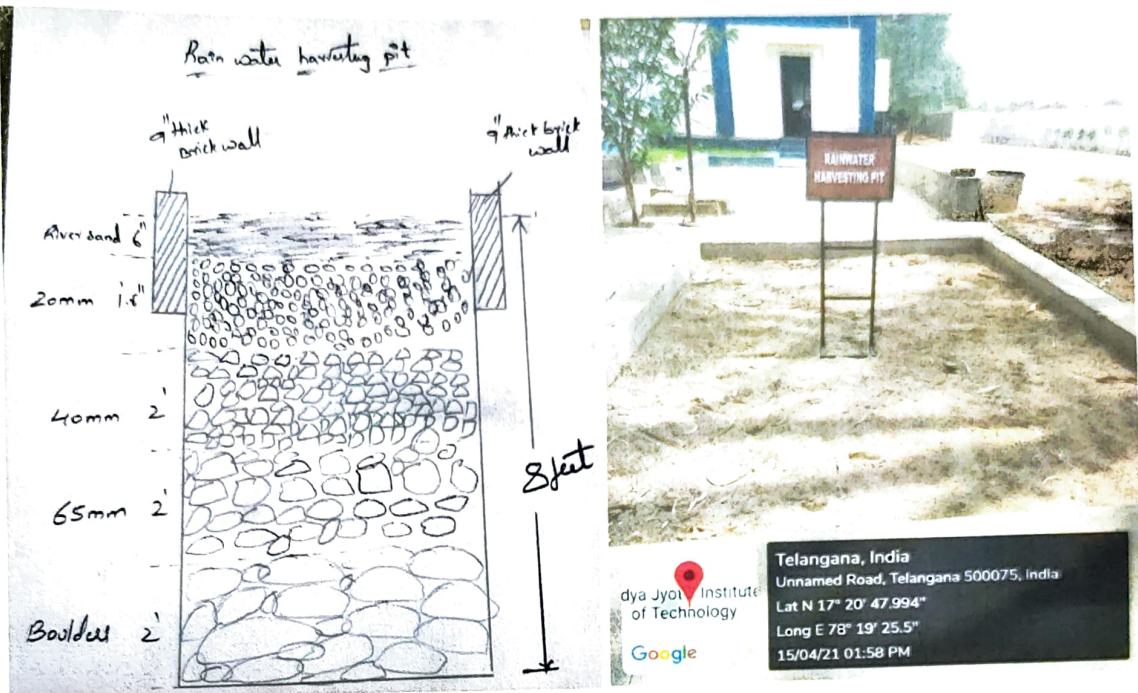 Rain water harvesting pit
9" thick
Brick wall
9" thick brick
wall
River sand 6"
20mm 1.6"
40mm 2'
65mm 2'
Boulders 2'
8 feet
RAINWATER
HARVESTING PIT
dya Jyoti Institute
of Technology
Google
Telangana, India
Unnamed Road, Telangana 500075, India
Lat N 17° 20' 47.994"
Long E 78° 19' 25.5"
15/04/21 01:58 PM